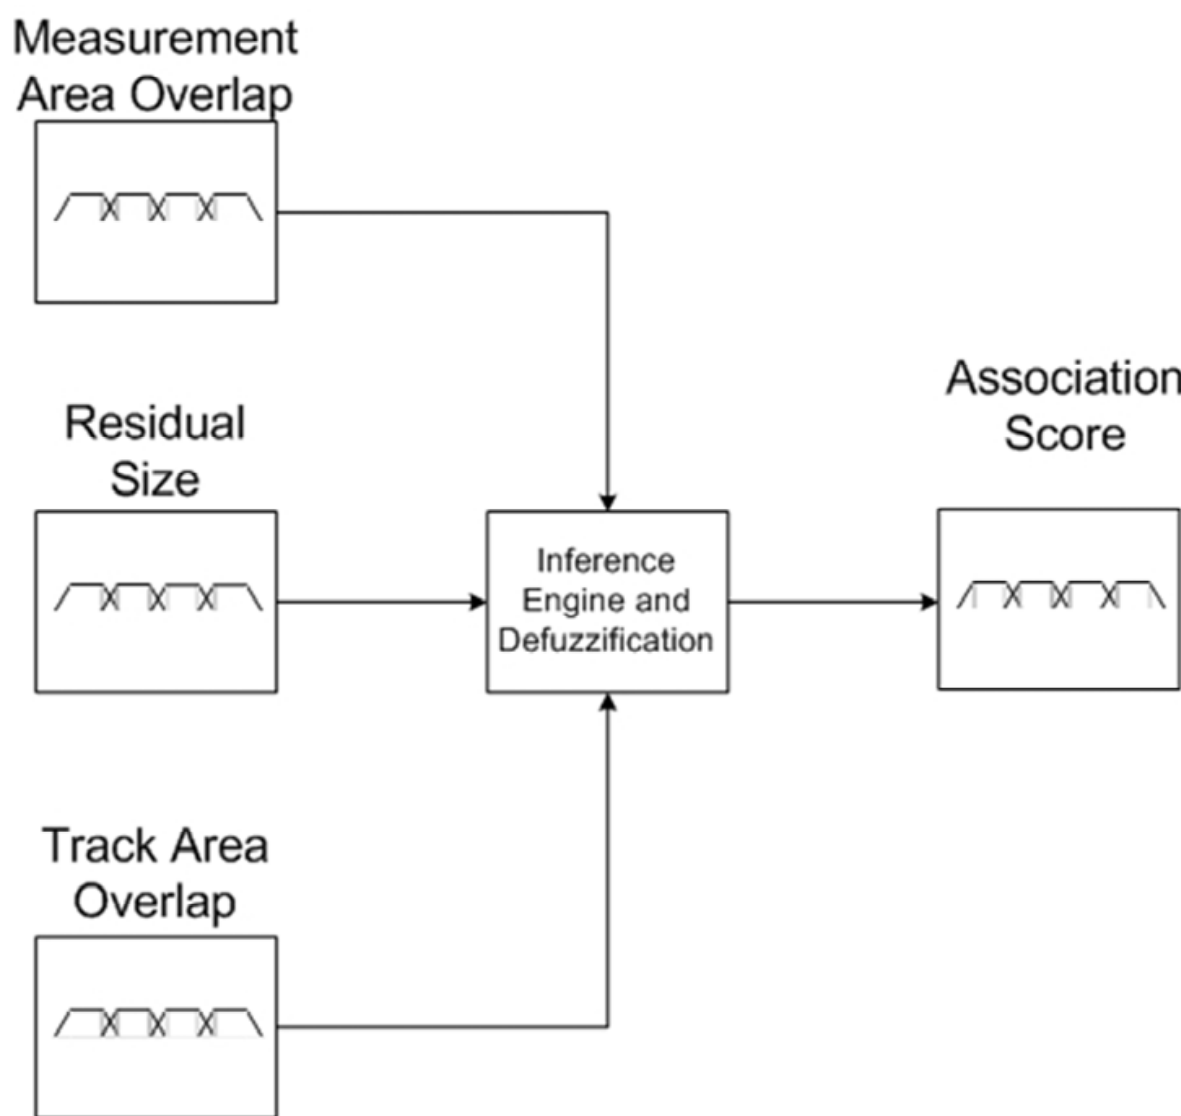 Measurement
Area Overlap
Residual
Size
Inference
Engine and
Defuzzification
Association
Score
Track Area
Overlap